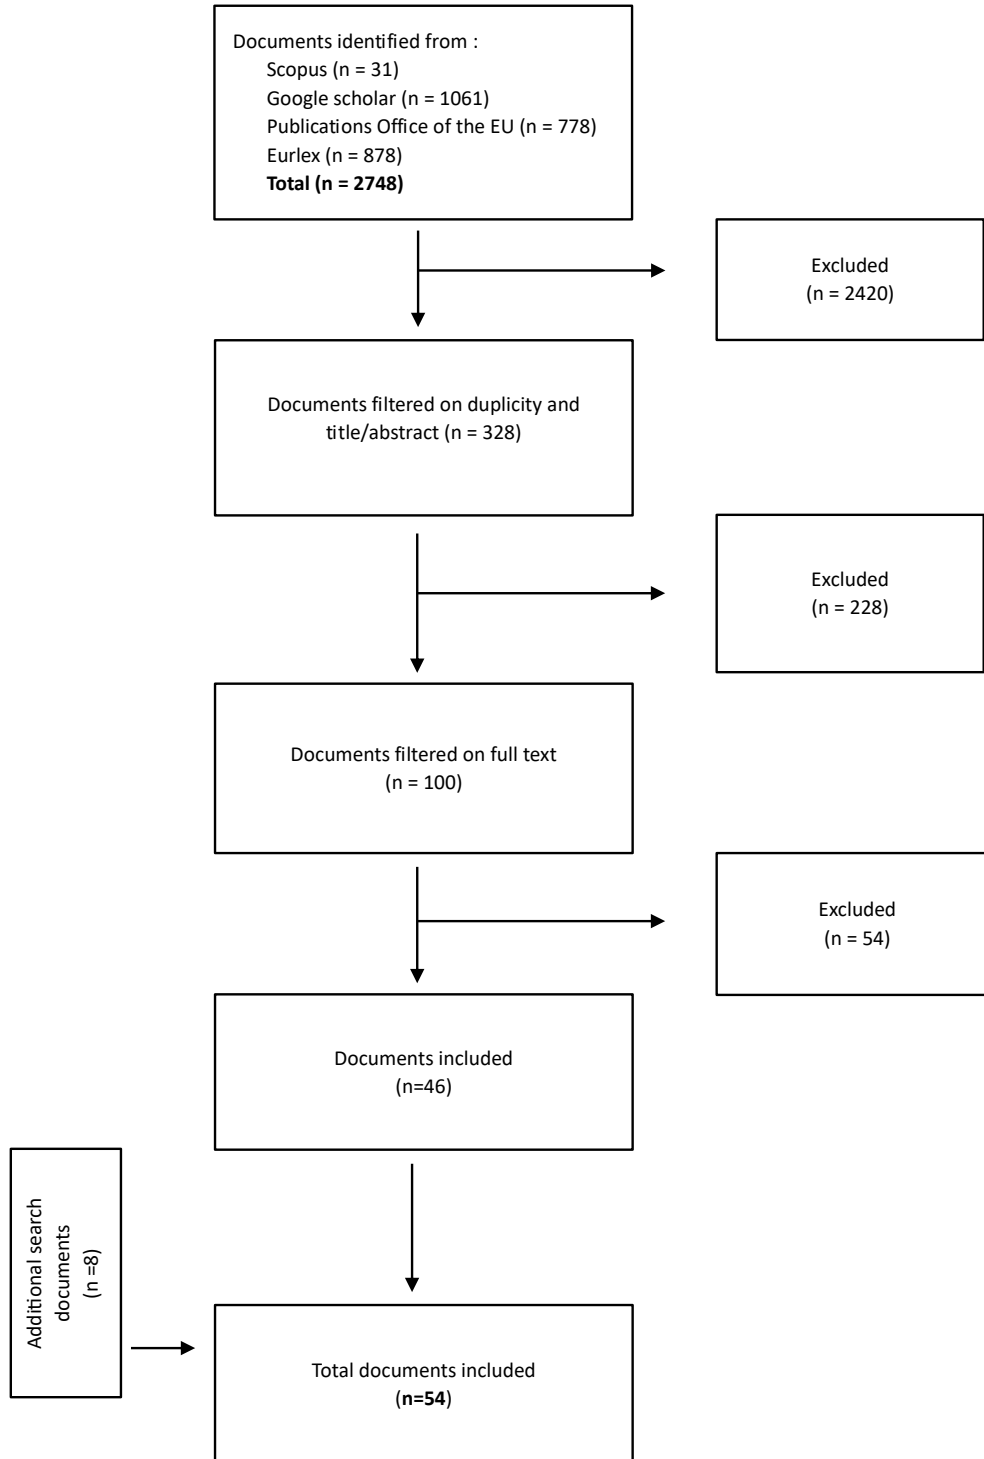 Documents identified from :
Scopus (n = 31)
Google scholar (n = 1061)
Publications Office of the EU (n = 778)
Eurlex (n = 878)
Total (n = 2748)
Excluded
(n = 2420)
Documents filtered on duplicity and
title/abstract (n = 328)
Excluded
(n = 228)
Documents filtered on full text
(n = 100)
Excluded
(n = 54)
Documents included
(n=46)
Additional search
documents
(n =8)
Total documents included
(n=54)